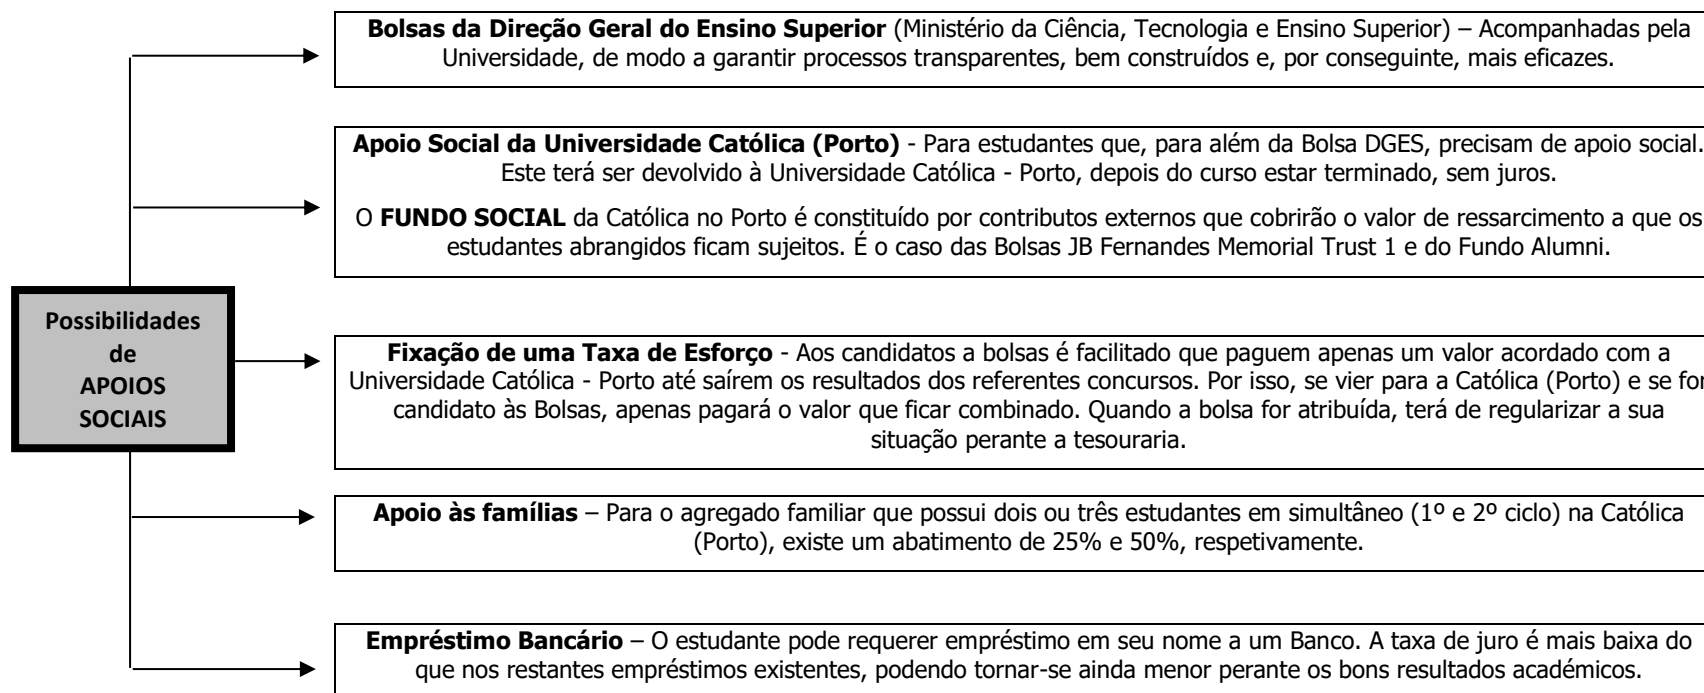 Bolsas da Direção Geral do Ensino Superior (Ministério da Ciência, Tecnologia e Ensino Superior) – Acompanhadas pela
Universidade, de modo a garantir processos transparentes, bem construídos e, por conseguinte, mais eficazes.
Apoio Social da Universidade Católica (Porto) - Para estudantes que, para além da Bolsa DGES, precisam de apoio social.
Este terá ser devolvido à Universidade Católica - Porto, depois do curso estar terminado, sem juros.
O FUNDO SOCIAL da Católica no Porto é constituído por contributos externos que cobrirão o valor de ressarcimento a que os
estudantes abrangidos ficam sujeitos. É o caso das Bolsas JB Fernandes Memorial Trust 1 e do Fundo Alumni.
Possibilidades
de
APOIOS
SOCIAIS
Fixação de uma Taxa de Esforço - Aos candidatos a bolsas é facilitado que paguem apenas um valor acordado com a
Universidade Católica - Porto até saírem os resultados dos referentes concursos. Por isso, se vier para a Católica (Porto) e se for
candidato às Bolsas, apenas pagará o valor que ficar combinado. Quando a bolsa for atribuída, terá de regularizar a sua
situação perante a tesouraria.
Apoio às famílias – Para o agregado familiar que possui dois ou três estudantes em simultâneo (1º e 2º ciclo) na Católica
(Porto), existe um abatimento de 25% e 50%, respetivamente.
Empréstimo Bancário – O estudante pode requerer empréstimo em seu nome a um Banco. A taxa de juro é mais baixa do
que nos restantes empréstimos existentes, podendo tornar-se ainda menor perante os bons resultados académicos.